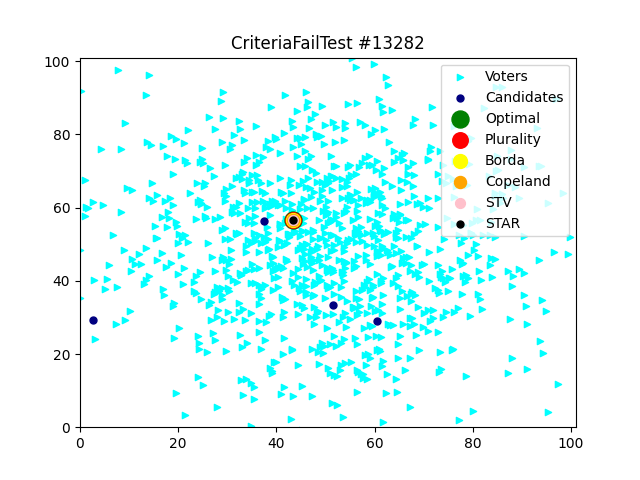 CriteriaFailTest #13282
100
80
60
40
20
0
0 20 40 60 80 100
Voters
Candidates
Optimal
Plurality
Borda
Copeland
STV
STAR